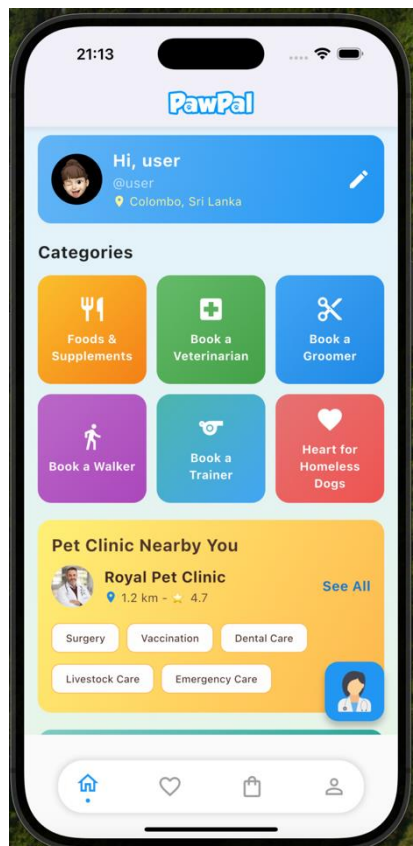 21:13
PawPal
Hi, user
@user
Colombo, Sri Lanka
Categories
Foods &
Supplements
Book a
Veterinarian
Book a
Groomer
Book a Walker
Book a
Trainer
Heart for
Homeless
Dogs
Pet Clinic Nearby You
Royal Pet Clinic
1.2 km - ⭐ 4.7
See All
Surgery
Vaccination
Dental Care
Livestock Care
Emergency Care